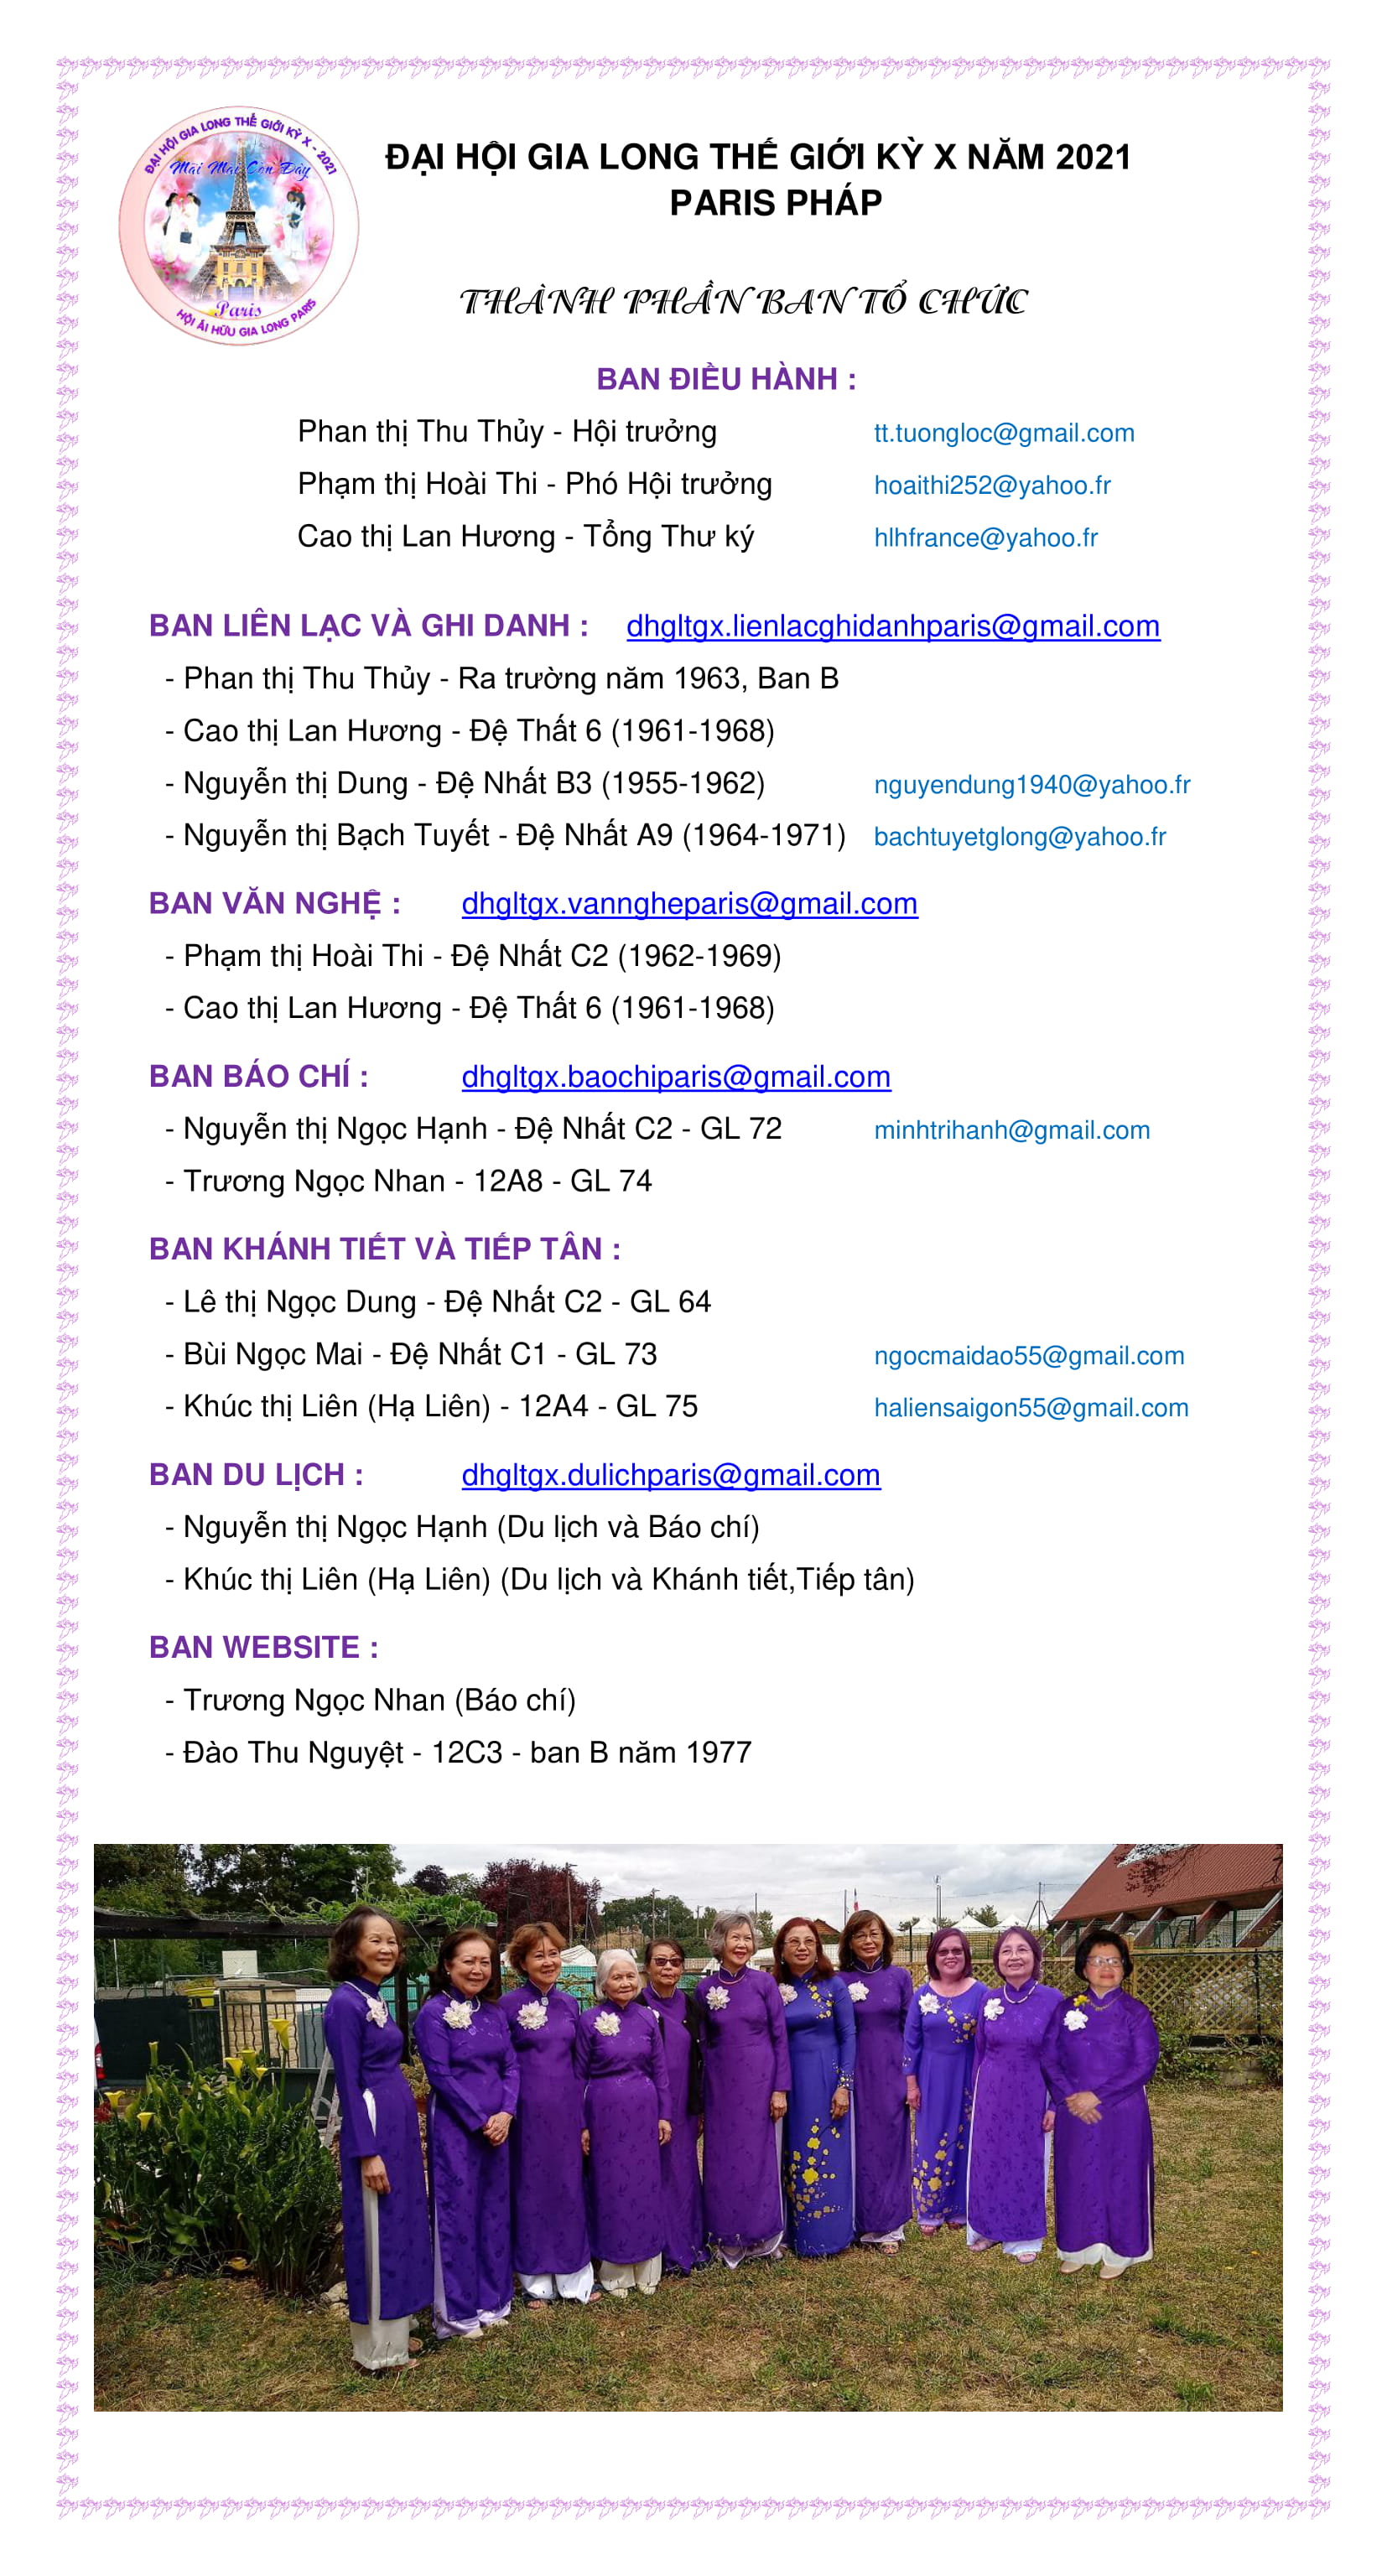 ĐẠI HỘI GIA LONG THẾ GIỚI KỲ X - 2021
Mãi Mãi Còn Đây
Paris
HỘI ÁI HỮU GIA LONG PARIS
ĐẠI HỘI GIA LONG THẾ GIỚI KỲ X NĂM 2021
PARIS PHÁP
THÀNH PHẦN BAN TỔ CHỨC
BAN ĐIỀU HÀNH :
Phan thị Thu Thủy - Hội trưởng tt.tuongloc@gmail.com
Phạm thị Hoài Thi - Phó Hội trưởng hoaithi252@yahoo.fr
Cao thị Lan Hương - Tổng Thư ký hlhfrance@yahoo.fr
BAN LIÊN LẠC VÀ GHI DANH : dhgltgx.lienlacghidanhparis@gmail.com
- Phan thị Thu Thủy - Ra trường năm 1963, Ban B
- Cao thị Lan Hương - Đệ Thất 6 (1961-1968)
- Nguyễn thị Dung - Đệ Nhất B3 (1955-1962) nguyendung1940@yahoo.fr
- Nguyễn thị Bạch Tuyết - Đệ Nhất A9 (1964-1971) bachtuyetglong@yahoo.fr
BAN VĂN NGHỆ : dhgltgx.vanngheparis@gmail.com
- Phạm thị Hoài Thi - Đệ Nhất C2 (1962-1969)
- Cao thị Lan Hương - Đệ Thất 6 (1961-1968)
BAN BÁO CHÍ : dhgltgx.baochiparis@gmail.com
- Nguyễn thị Ngọc Hạnh - Đệ Nhất C2 - GL 72 minhtrihanh@gmail.com
- Trương Ngọc Nhan - 12A8 - GL 74
BAN KHÁNH TIẾT VÀ TIẾP TÂN :
- Lê thị Ngọc Dung - Đệ Nhất C2 - GL 64
- Bùi Ngọc Mai - Đệ Nhất C1 - GL 73 ngocmaidao55@gmail.com
- Khúc thị Liên (Hạ Liên) - 12A4 - GL 75 haliensaigon55@gmail.com
BAN DU LỊCH : dhgltgx.dulichparis@gmail.com
- Nguyễn thị Ngọc Hạnh (Du lịch và Báo chí)
- Khúc thị Liên (Hạ Liên) (Du lịch và Khánh tiết,Tiếp tân)
BAN WEBSITE :
- Trương Ngọc Nhan (Báo chí)
- Đào Thu Nguyệt - 12C3 - ban B năm 1977